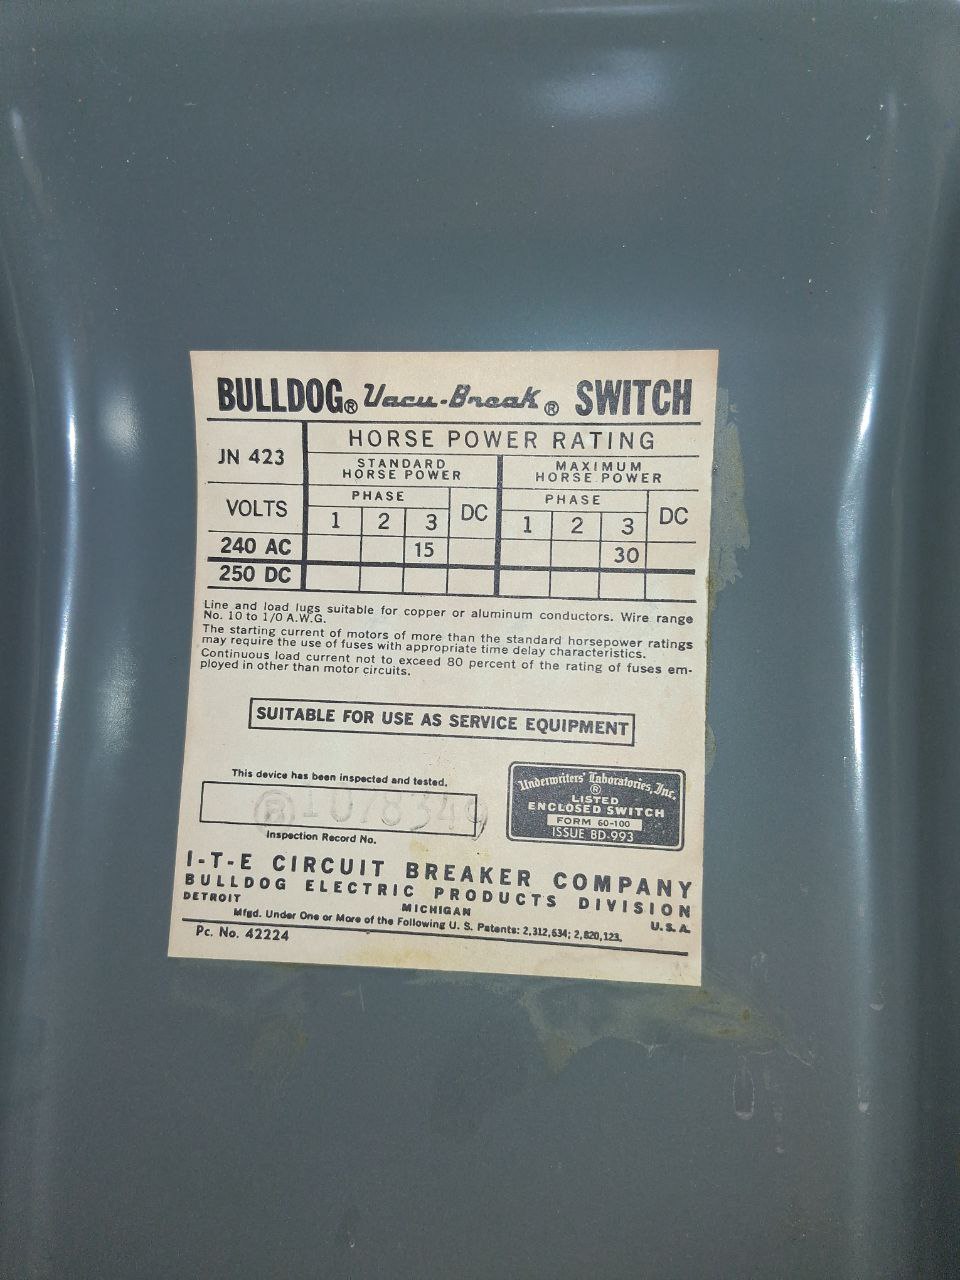 BULLDOG® Vacu-Break® SWITCH
JN 423
HORSE POWER RATING
STANDARD HORSE POWER
MAXIMUM HORSE POWER
VOLTS
PHASE DC PHASE DC
1 2 3 1 2 3
240 AC 15 30
250 DC
Line and load lugs suitable for copper or aluminum conductors. Wire range
No. 10 to 1/0 A.W.G.
The starting current of motors of more than the standard horsepower ratings
may require the use of fuses with appropriate time delay characteristics.
Continuous load current not to exceed 80 percent of the rating of fuses em-
ployed in other than motor circuits.
SUITABLE FOR USE AS SERVICE EQUIPMENT
This device has been inspected and tested.
Inspection Record No.
Underwriters' Laboratories, Inc.
®
LISTED
ENCLOSED SWITCH
FORM 60-100
ISSUE BD-993
I-T-E CIRCUIT BREAKER COMPANY
BULLDOG ELECTRIC PRODUCTS DIVISION
DETROIT MICHIGAN U.S.A.
Mfgd. Under One or More of the Following U. S. Patents: 2,312,634; 2,820,123.
Pc. No. 42224